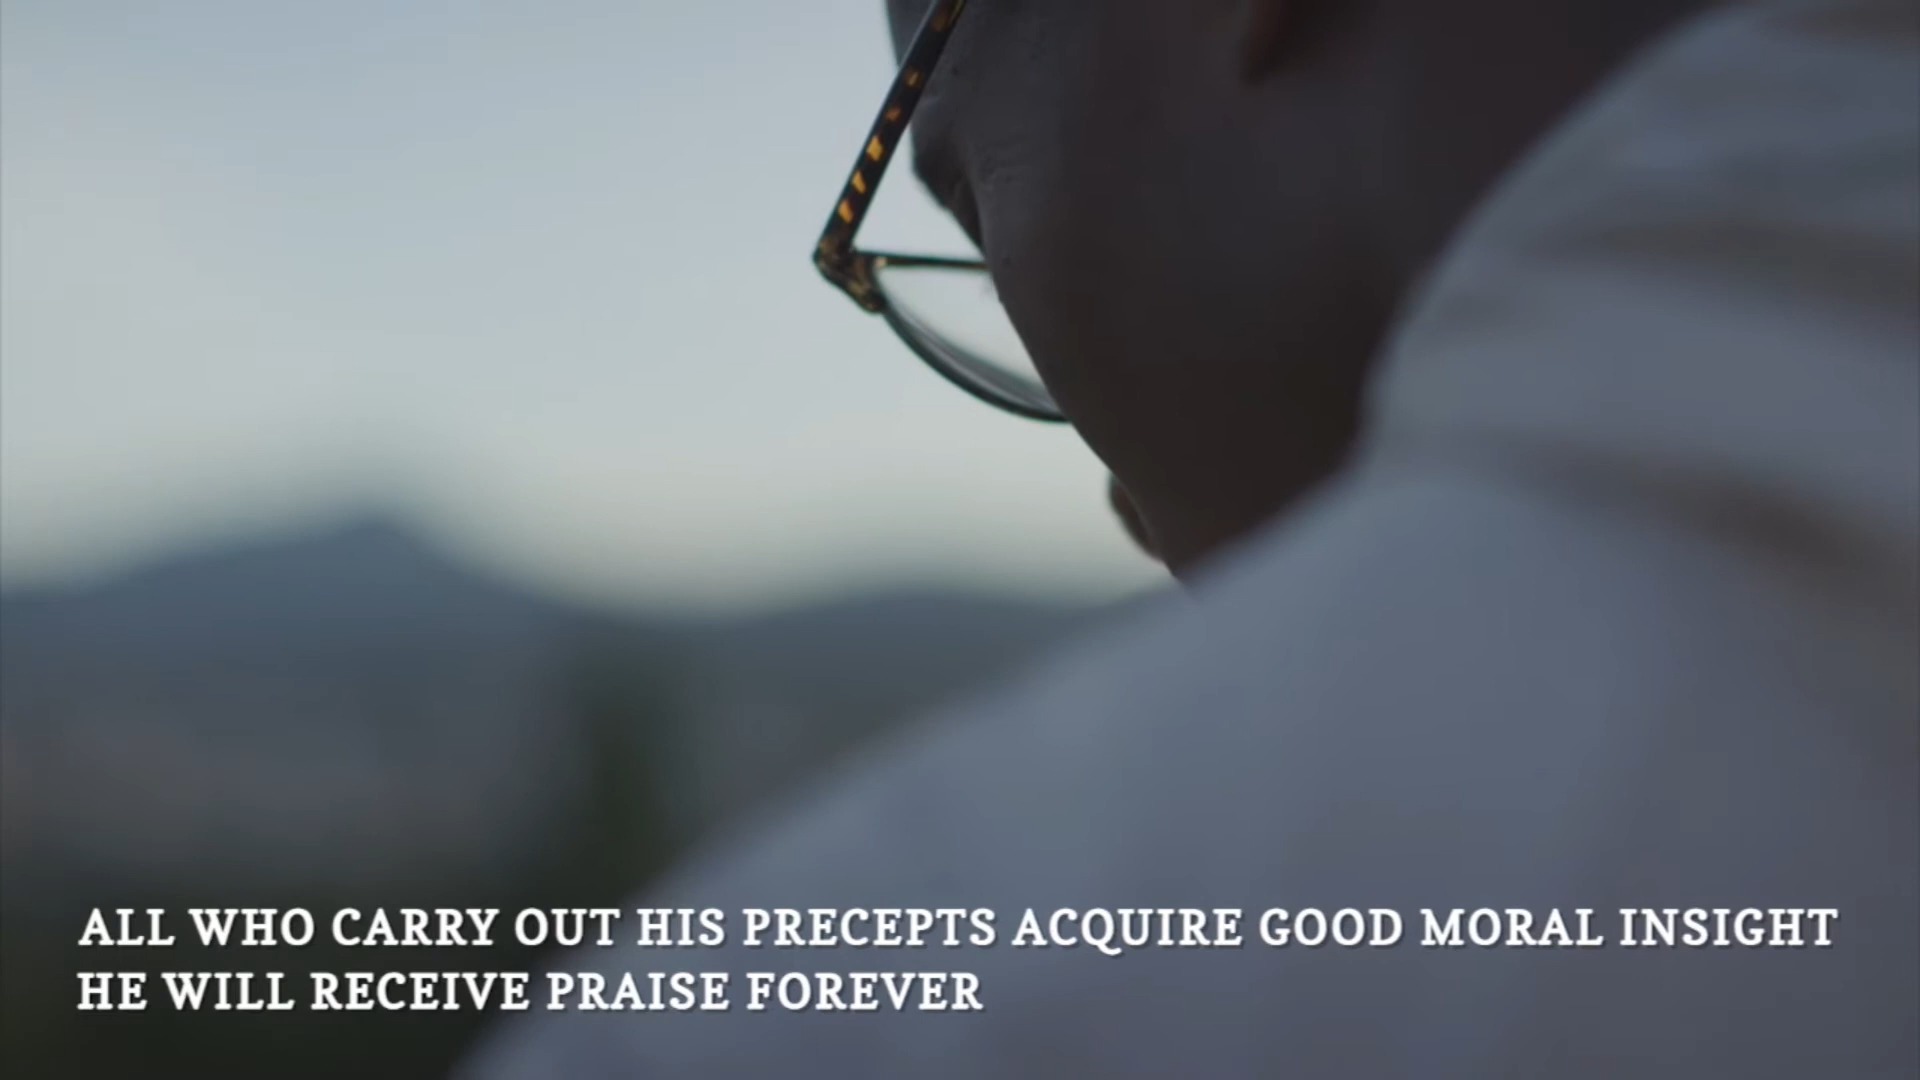 ALL WHO CARRY OUT HIS PRECEPTS ACQUIRE GOOD MORAL INSIGHT
HE WILL RECEIVE PRAISE FOREVER